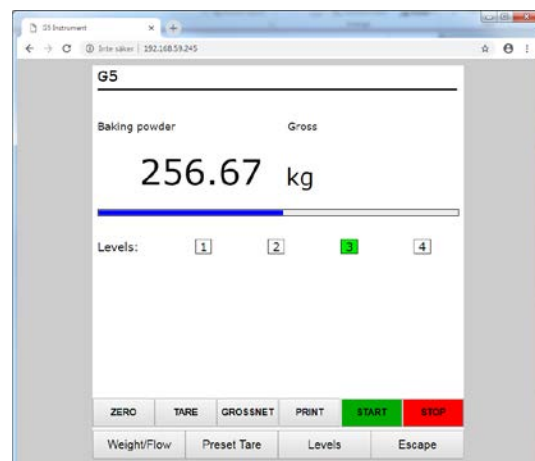 G5 Instrument
Inte säker | 192.168.59.245
G5
Baking powder Gross
256.67 kg
Levels: 1 2 3 4
ZERO TARE GROSSNET PRINT START STOP
Weight/Flow Preset Tare Levels Escape